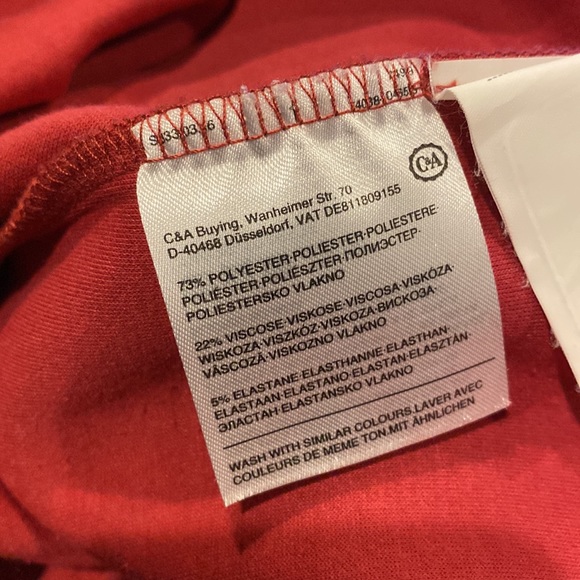 C&A
C&A Buying, Wanheimer Str. 70
D-40468 Düsseldorf, VAT DE811809155
73% POLYESTER·POLIESTER·POLIESTERE·
POLIESTER·POLIÉSZTER·ПОЛИЭСТЕР·
POLIESTERSKO VLAKNO
22% VISCOSE·VISKOSE·VISCOSA·VISKÓZA·
WISKOZA·VISZKÓZ·VISKOZA·ВИСКОЗА·
VÂSCOZĂ·VISKOZNO VLAKNO
5% ELASTANE·ELASTHANNE·ELASTHAN·
ELASTAAN·ELASTANO·ELASTAN·ELASZTÁN·
ЭЛАСТАН·ELASTANSKO VLAKNO
WASH WITH SIMILAR COLOURS.LAVER AVEC
COULEURS DE MEME TON.MIT ÄHNLICHEN